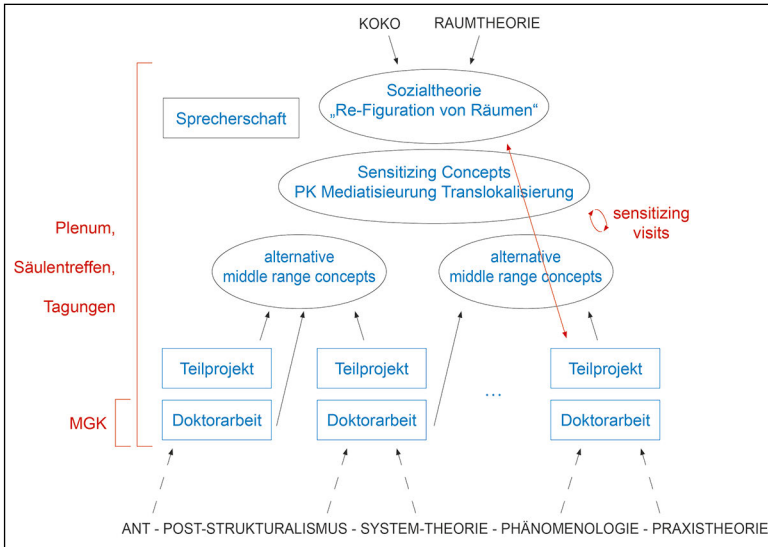 KOKO RAUMTHEORIE
Sozialtheorie
„Re-Figuration von Räumen“
Sprecherschaft
Sensitizing Concepts
PK Mediatisieurung Translokalisierung
sensitizing
visits
Plenum,
Säulentreffen,
Tagungen
alternative
middle range concepts
alternative
middle range concepts
Teilprojekt
Teilprojekt
Teilprojekt
...
MGK
Doktorarbeit
Doktorarbeit
Doktorarbeit
ANT - POST-STRUKTURALISMUS - SYSTEM-THEORIE - PHÄNOMENOLOGIE - PRAXISTHEORIE